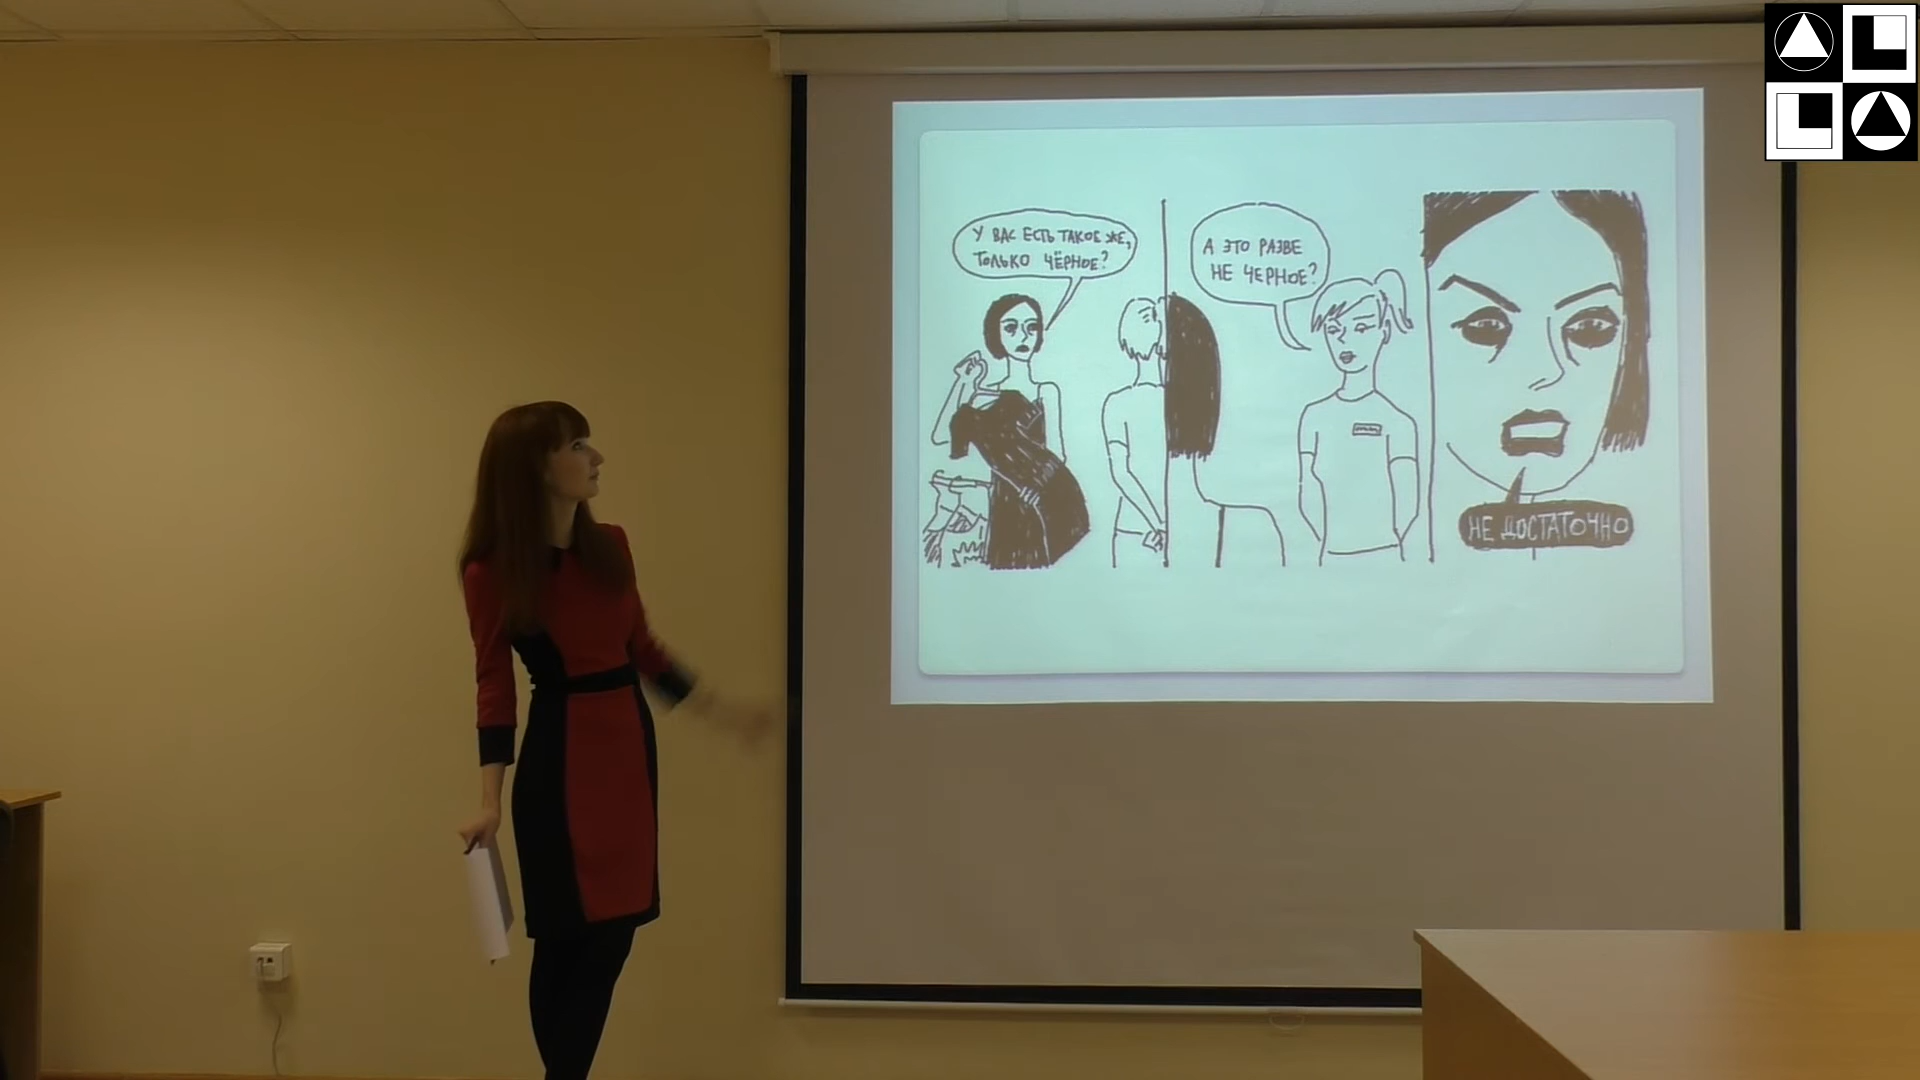 У ВАС ЕСТЬ ТАКОЕ ЖЕ,
ТОЛЬКО ЧЁРНОЕ?
А ЭТО РАЗВЕ
НЕ ЧЕРНОЕ?
НЕ ДОСТАТОЧНО